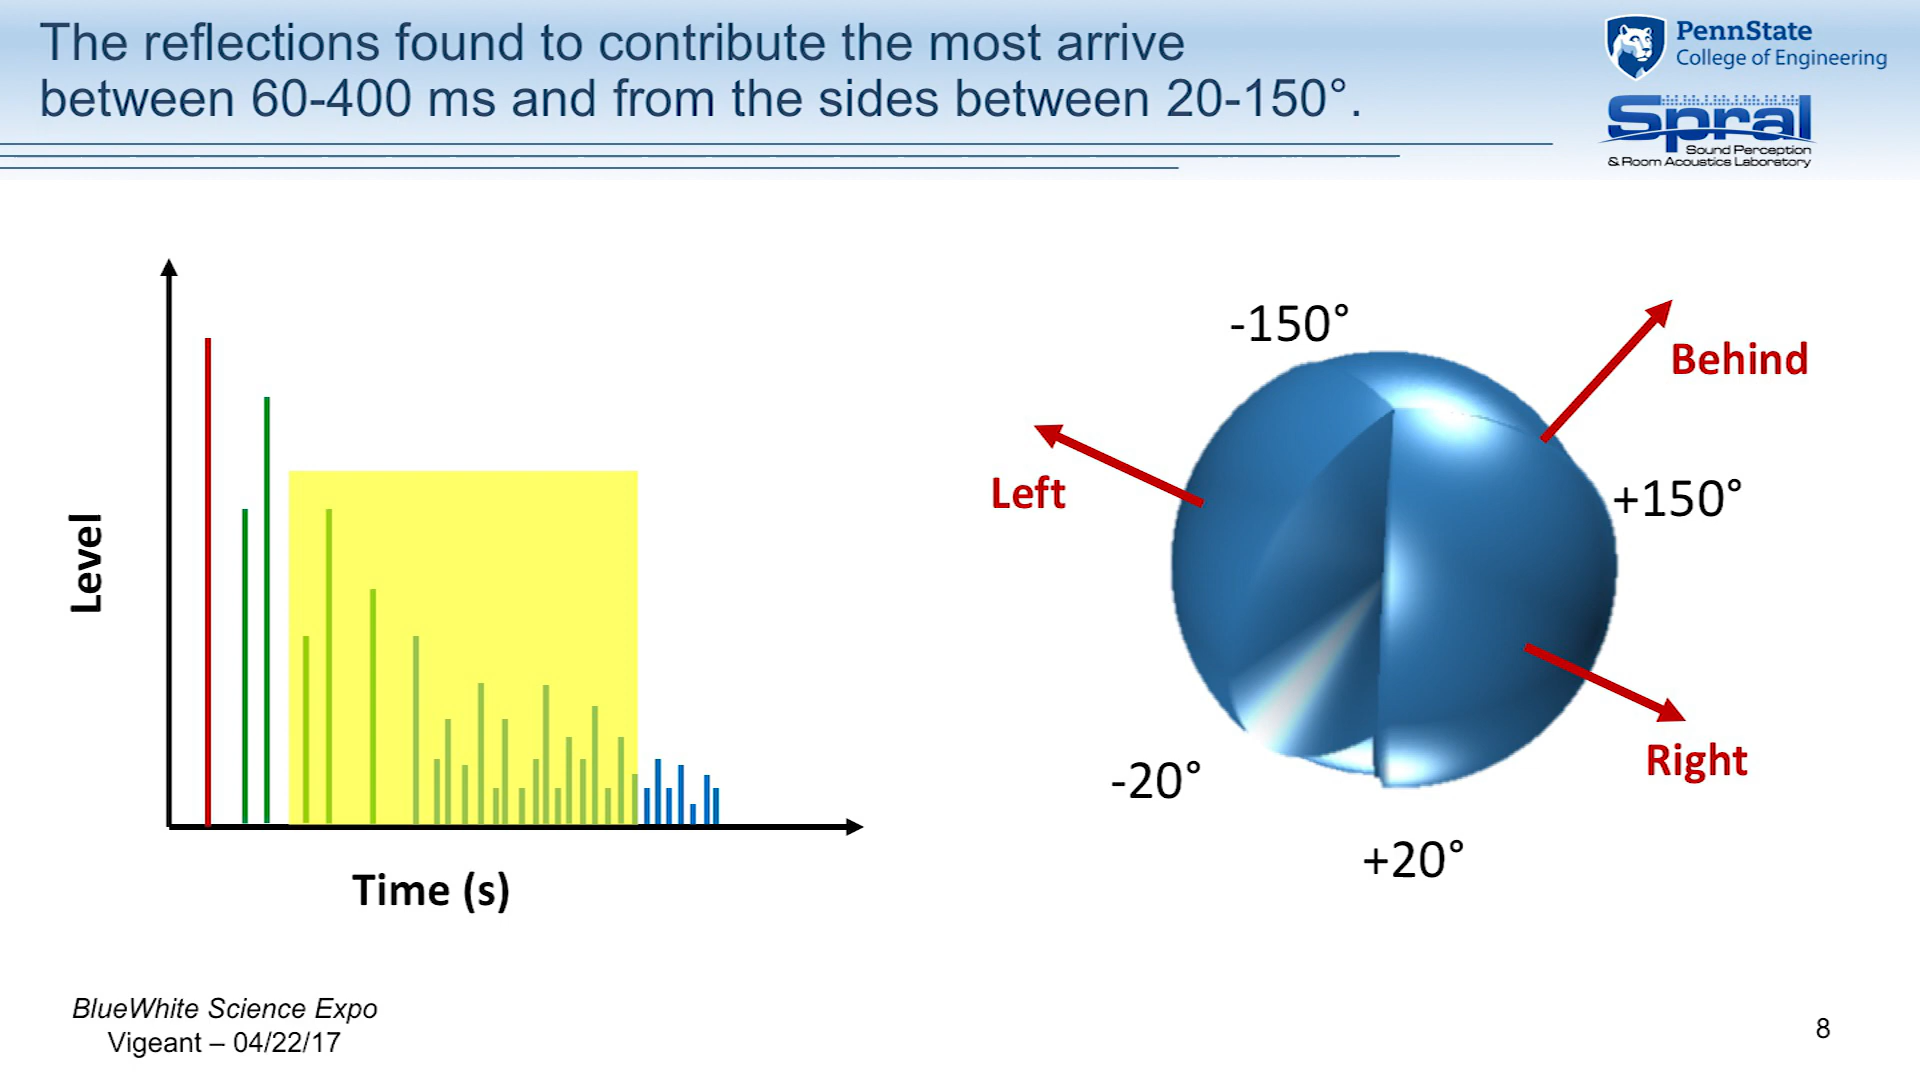 The reflections found to contribute the most arrive
between 60-400 ms and from the sides between 20-150°.
PennState
College of Engineering
Spral
Sound Perception
& Room Acoustics Laboratory
Level
Time (s)
-150°
Behind
Left
+150°
Right
-20°
+20°
BlueWhite Science Expo
Vigeant – 04/22/17
8